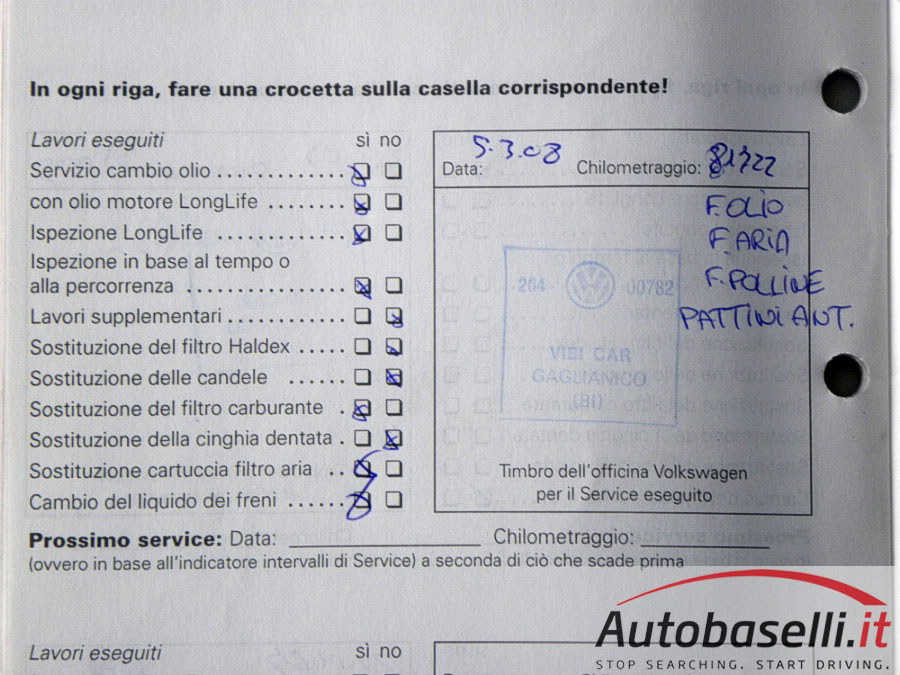 In ogni riga, fare una crocetta sulla casella corrispondente!
Lavori eseguiti sì no
Servizio cambio olio
con olio motore LongLife
Ispezione LongLife
Ispezione in base al tempo o
alla percorrenza
Lavori supplementari
Sostituzione del filtro Haldex
Sostituzione delle candele
Sostituzione del filtro carburante
Sostituzione della cinghia dentata
Sostituzione cartuccia filtro aria
Cambio del liquido dei freni
Data: 5.3.08 Chilometraggio: 81722
F.OLIO
F.ARIA
F.POLLINE
PATTINI ANT.
264 00782
VIBI CAR
GAGLIANICO
(BI)
Timbro dell'officina Volkswagen
per il Service eseguito
Prossimo service: Data: Chilometraggio:
(ovvero in base all'indicatore intervalli di Service) a seconda di ciò che scade prima
Lavori eseguiti sì no
Autobaselli.it
STOP SEARCHING. START DRIVING.